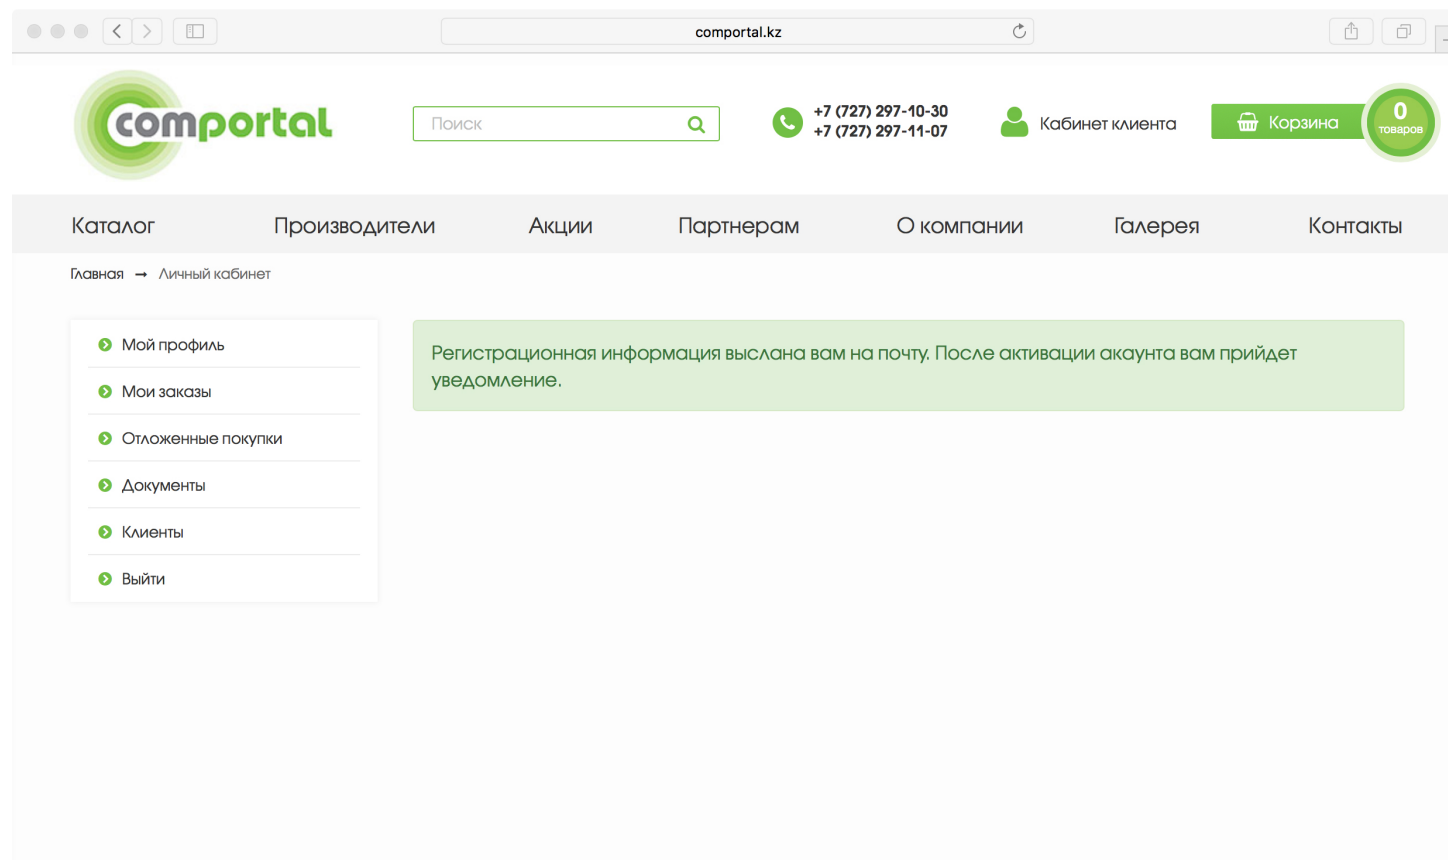 comportal.kz
comportal
Поиск
+7 (727) 297-10-30
+7 (727) 297-11-07
Кабинет клиента
Корзина
0
товаров
Каталог
Производители
Акции
Партнерам
О компании
Галерея
Контакты
Главная → Личный кабинет
Мой профиль
Мои заказы
Отложенные покупки
Документы
Клиенты
Выйти
Регистрационная информация выслана вам на почту. После активации акаунта вам прийдет
уведомление.